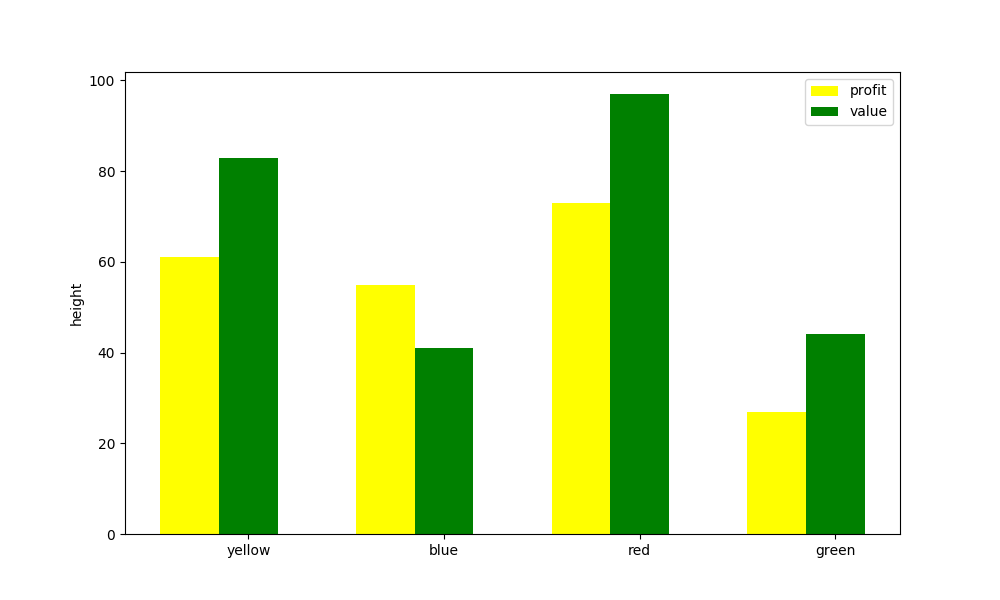 100
80
60
40
20
0
height
profit
value
yellow
blue
red
green